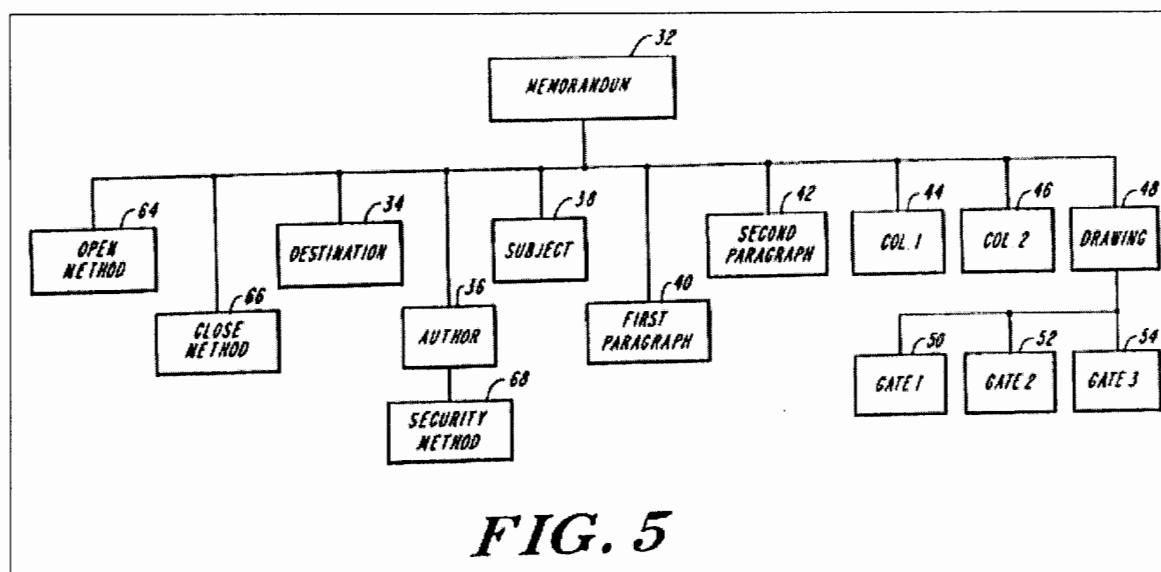 32
MEMORANDUM
64
OPEN
METHOD
66
CLOSE
METHOD
34
DESTINATION
36
AUTHOR
68
SECURITY
METHOD
38
SUBJECT
40
FIRST
PARAGRAPH
42
SECOND
PARAGRAPH
44
COL. 1
46
COL. 2
48
DRAWING
50
GATE 1
52
GATE 2
54
GATE 3
FIG. 5